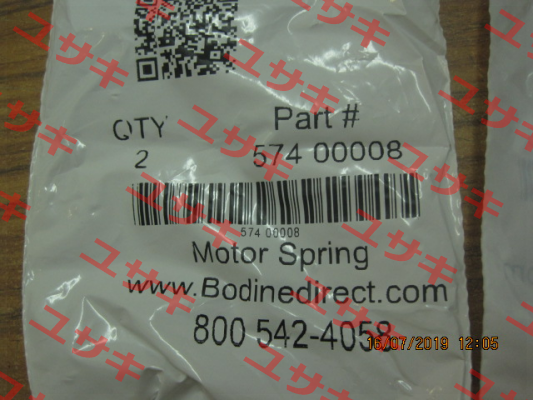 QTY Part #
2 574 00008
574 00008
Motor Spring
www.Bodinedirect.com
800 542-4058
16/07/2019 12:05
ユサキ